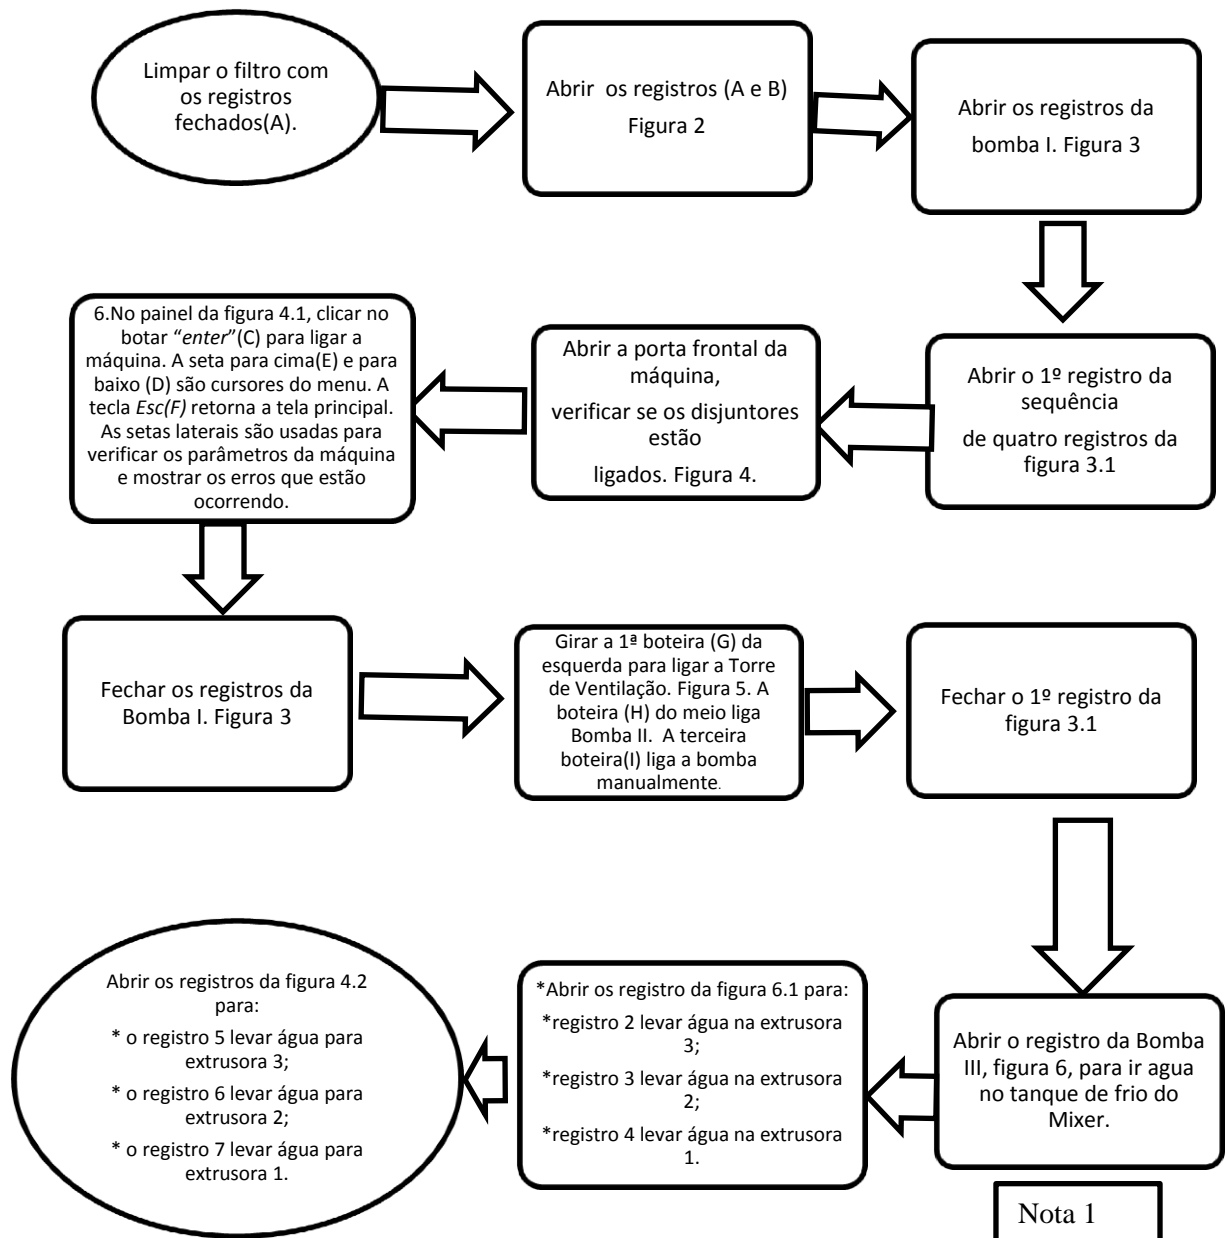 Limpar o filtro com
os registros
fechados(A).
Abrir os registros (A e B)
Figura 2
Abrir os registros da
bomba I. Figura 3
Abrir o 1º registro da
sequência
de quatro registros da
figura 3.1
Abrir a porta frontal da
máquina,
verificar se os disjuntores
estão
ligados. Figura 4.
6.No painel da figura 4.1, clicar no
botar “enter”(C) para ligar a
máquina. A seta para cima(E) e para
baixo (D) são cursores do menu. A
tecla Esc(F) retorna a tela principal.
As setas laterais são usadas para
verificar os parâmetros da máquina
e mostrar os erros que estão
ocorrendo.
Fechar os registros da
Bomba I. Figura 3
Girar a 1ª boteira (G) da
esquerda para ligar a Torre
de Ventilação. Figura 5. A
boteira (H) do meio liga
Bomba II. A terceira
boteira(I) liga a bomba
manualmente.
Fechar o 1º registro da
figura 3.1
Abrir o registro da Bomba
III, figura 6, para ir agua
no tanque de frio do
Mixer.
*Abrir os registro da figura 6.1 para:
*registro 2 levar água na extrusora
3;
*registro 3 levar água na extrusora
2;
*registro 4 levar água na extrusora
1.
Abrir os registros da figura 4.2
para:
* o registro 5 levar água para
extrusora 3;
* o registro 6 levar água para
extrusora 2;
* o registro 7 levar água para
extrusora 1.
Nota 1